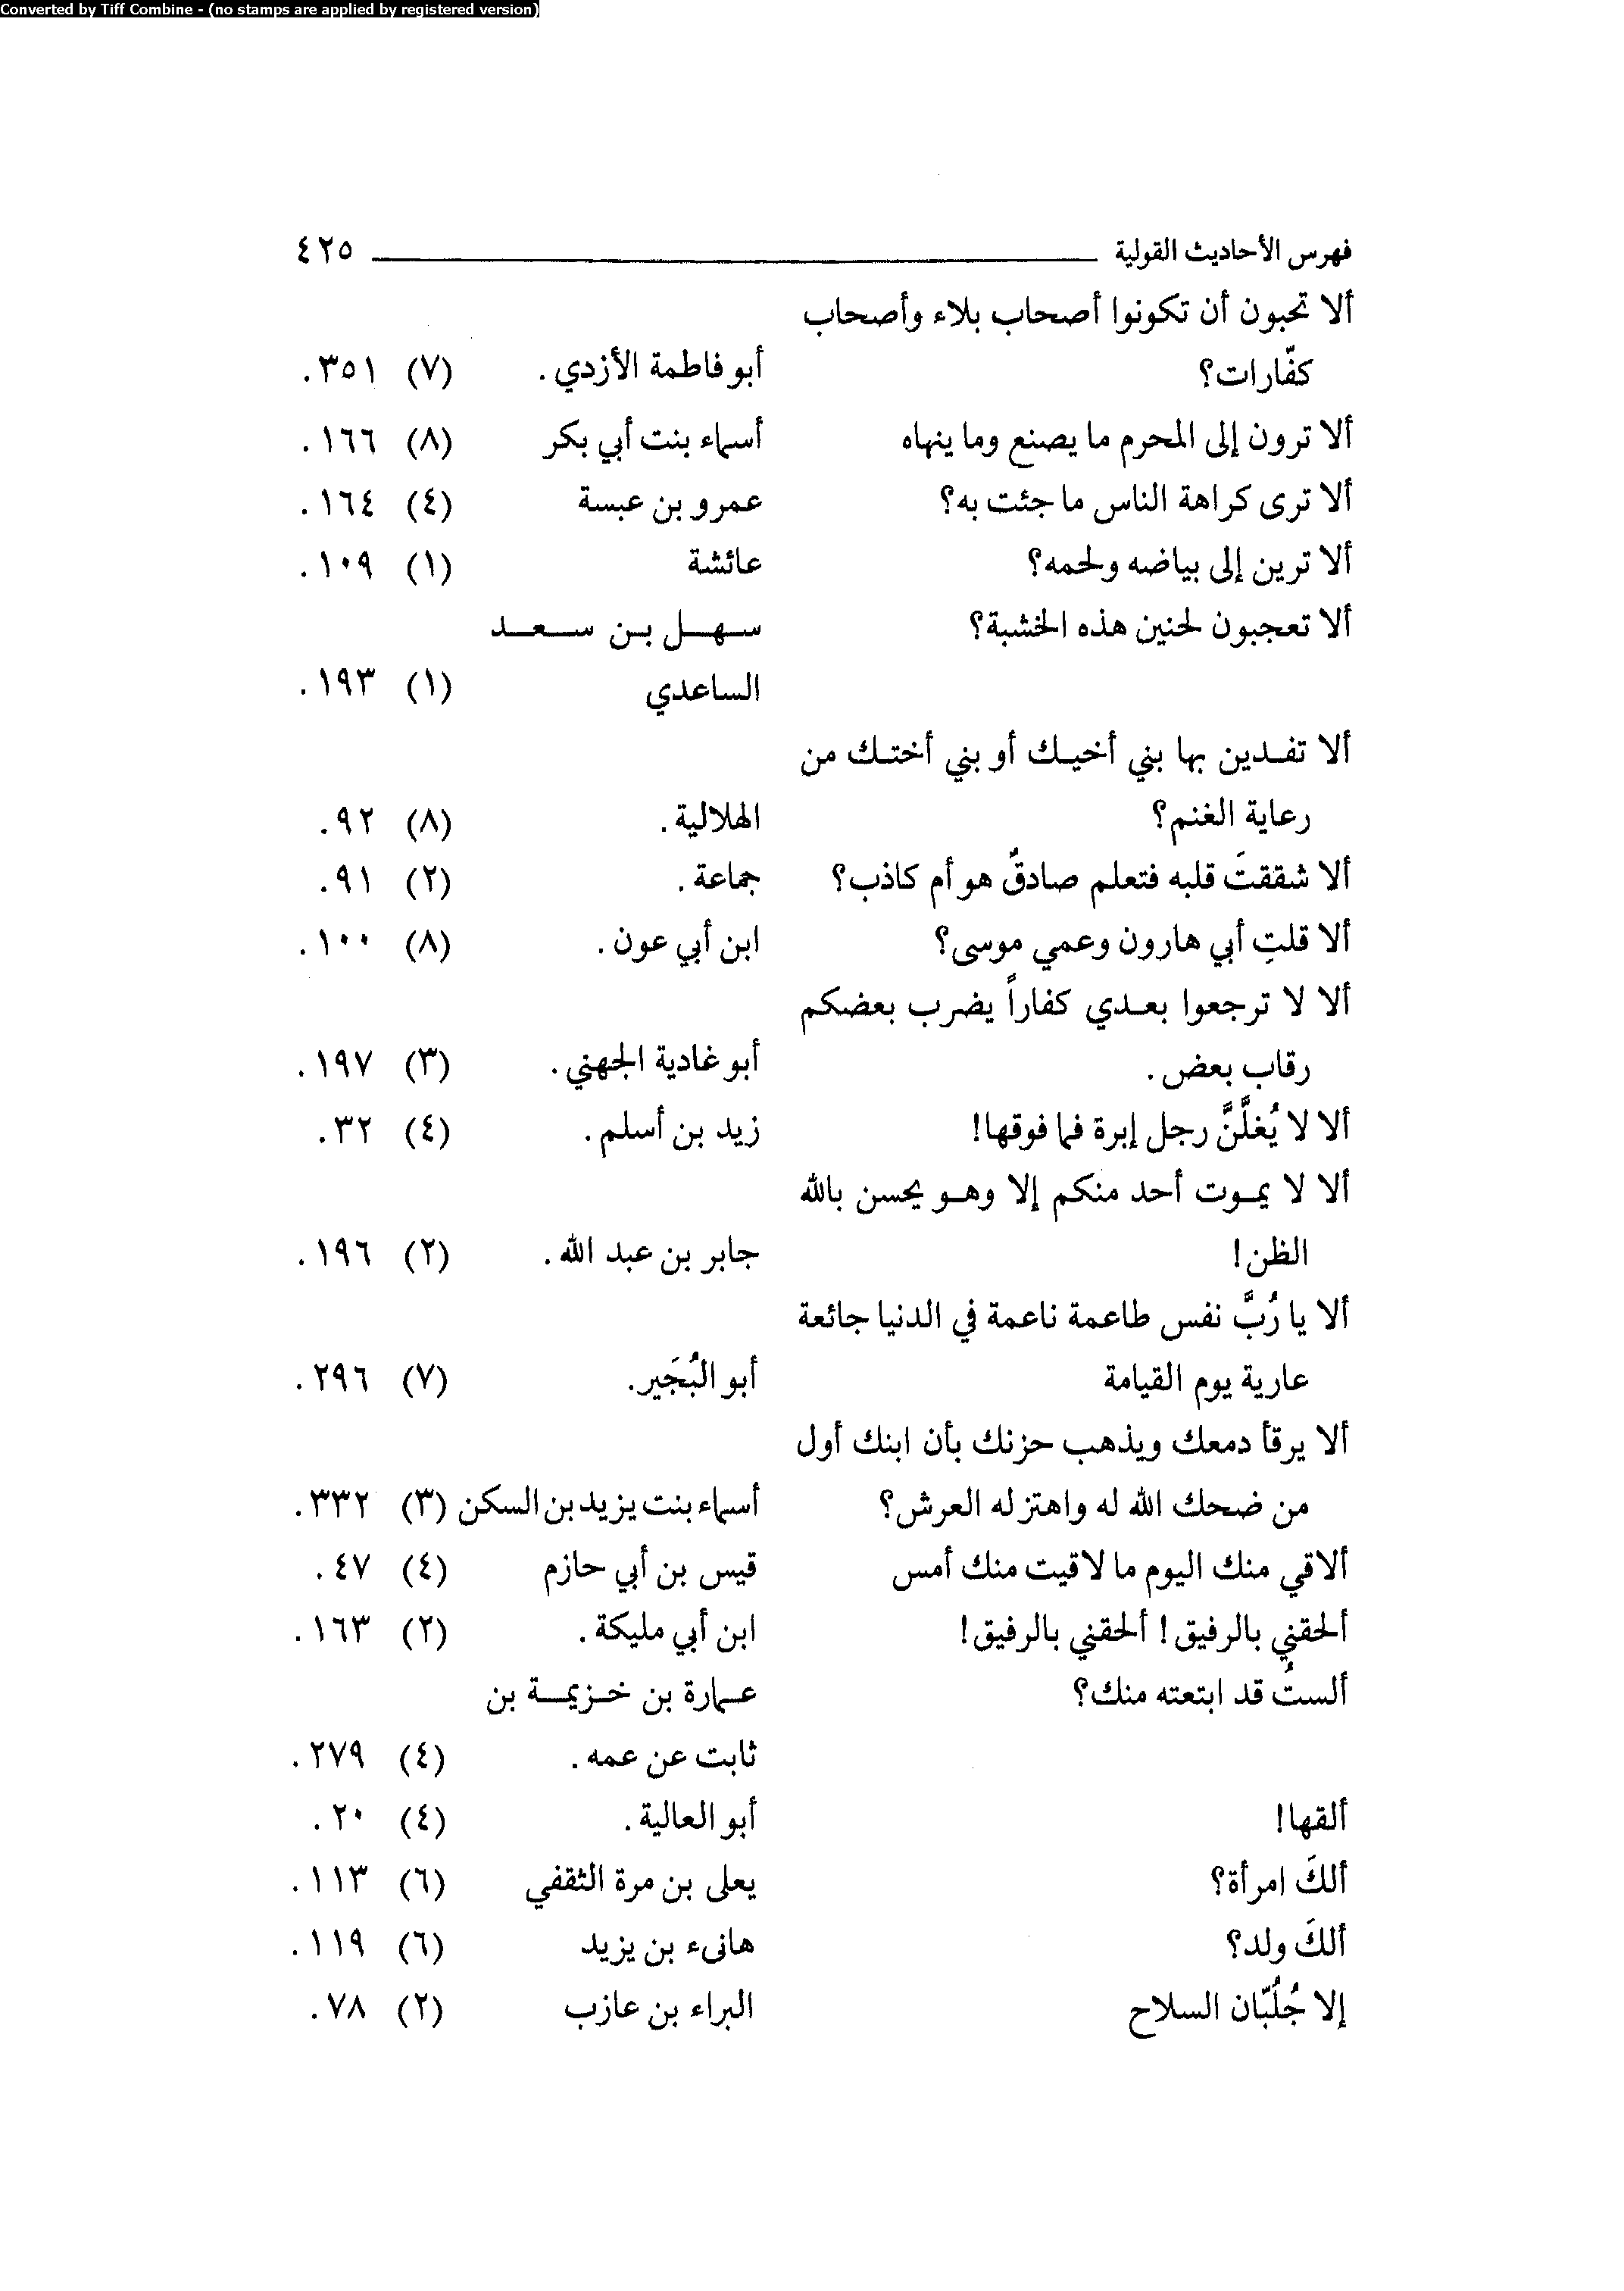 Converted by Tiff Combine - (no stamps are applied by registered version)
فهرس الأحاديث القولية ٤٢٥
ألا تحبون أن تكونوا أصحاب بلاء وأصحاب
كفّارات؟ أبو فاطمة الأزدي. (٧) ٣٥١.
ألا ترون إلى المحرم ما يصنع وما ينهاه أسماء بنت أبي بكر (٨) ١٦٦.
ألا ترى كراهة الناس ما جئت به؟ عمرو بن عبسة (٤) ١٦٤.
ألا ترين إلى بياضه ولحمه؟ عائشة (١) ١٠٩.
ألا تعجبون لحنين هذه الخشبة؟ سهل بن سعد
الساعدي (١) ١٩٣.
ألا تفدين بها بني أخيك أو بني أختك من
رعاية الغنم؟ الهلالية. (٨) ٩٢.
ألا شققتَ قلبه فتعلم صادقٌ هو أم كاذب؟ جماعة. (٢) ٩١.
ألا قلتِ أبي هارون وعمي موسى؟ ابن أبي عون. (٨) ١٠٠.
ألا لا ترجعوا بعدي كفاراً يضرب بعضكم
رقاب بعض. أبو غادية الجهني. (٣) ١٩٧.
ألا لا يُغلَّنَّ رجل إبرة فما فوقها! زيد بن أسلم. (٤) ٣٢.
ألا لا يموت أحد منكم إلا وهو يحسن بالله
الظن! جابر بن عبد الله. (٢) ١٩٦.
ألا يا رُبَّ نفس طاعمة ناعمة في الدنيا جائعة
عارية يوم القيامة أبو البُجَير. (٧) ٢٩٦.
ألا يرقأ دمعك ويذهب حزنك بأن ابنك أول
من ضحك الله له واهتز له العرش؟ أسماء بنت يزيد بن السكن (٣) ٣٣٢.
ألاقي منك اليوم ما لاقيت منك أمس قيس بن أبي حازم (٤) ٤٧.
ألحقني بالرفيق! ألحقني بالرفيق! ابن أبي مليكة. (٢) ١٦٣.
ألستُ قد ابتعته منك؟ عمارة بن خزيمة بن
ثابت عن عمه. (٤) ٢٧٩.
ألقها! أبو العالية. (٤) ٢٠.
ألكَ امرأة؟ يعلى بن مرة الثقفي (٦) ١١٣.
ألكَ ولد؟ هانىء بن يزيد (٦) ١١٩.
إلا جُلُبّان السلاح البراء بن عازب (٢) ٧٨.